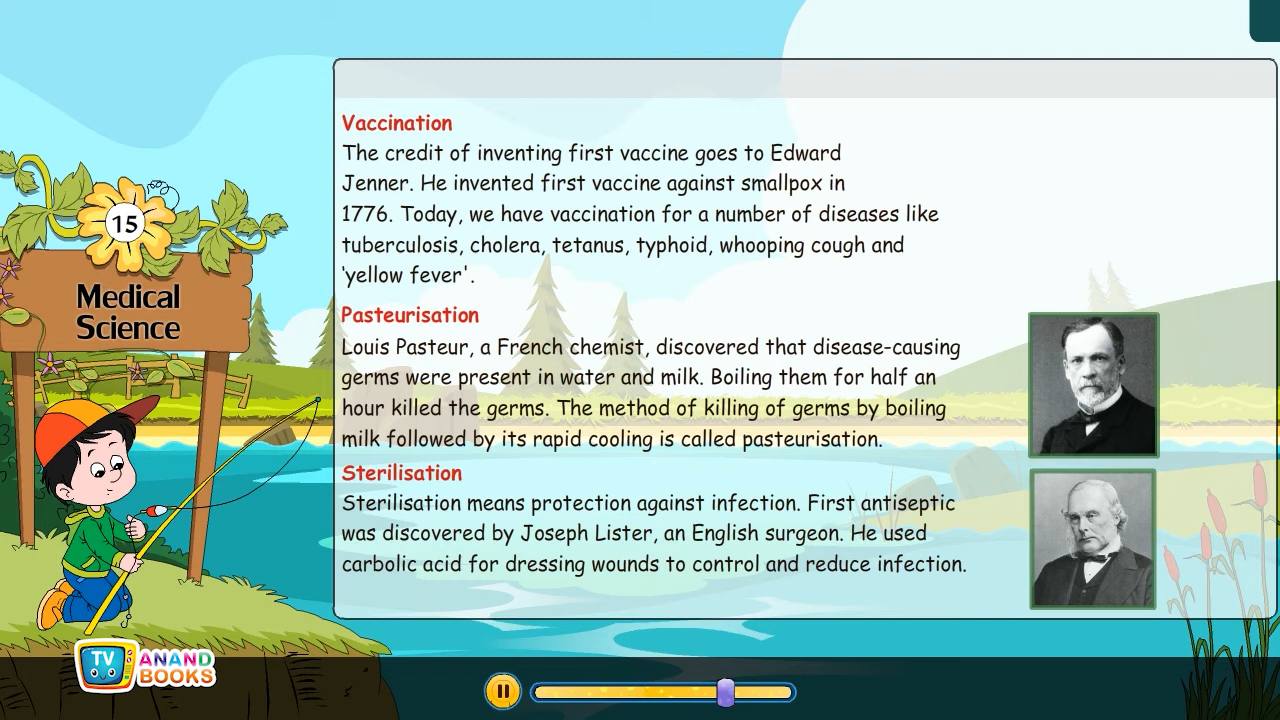 15
Medical
Science
Vaccination
The credit of inventing first vaccine goes to Edward
Jenner. He invented first vaccine against smallpox in
1776. Today, we have vaccination for a number of diseases like
tuberculosis, cholera, tetanus, typhoid, whooping cough and
'yellow fever'.
Pasteurisation
Louis Pasteur, a French chemist, discovered that disease-causing
germs were present in water and milk. Boiling them for half an
hour killed the germs. The method of killing of germs by boiling
milk followed by its rapid cooling is called pasteurisation.
Sterilisation
Sterilisation means protection against infection. First antiseptic
was discovered by Joseph Lister, an English surgeon. He used
carbolic acid for dressing wounds to control and reduce infection.
TV
ANAND
BOOKS